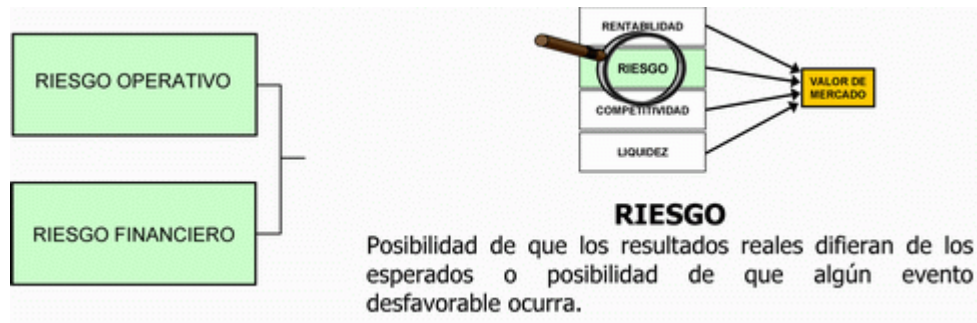 RIESGO OPERATIVO
RIESGO FINANCIERO
RENTABILIDAD
RIESGO
COMPETITIVIDAD
LIQUIDEZ
VALOR DE
MERCADO
RIESGO
Posibilidad de que los resultados reales difieran de los
esperados o posibilidad de que algún evento
desfavorable ocurra.